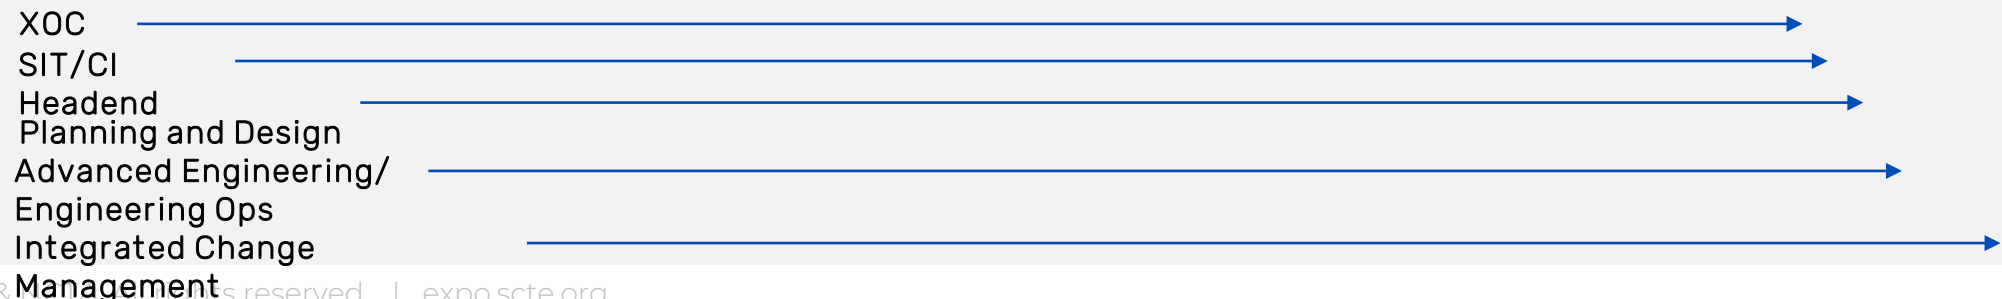 XOC
SIT/CI
Headend
Planning and Design
Advanced Engineering/
Engineering Ops
Integrated Change
Management
& reserved | expo.scte.org